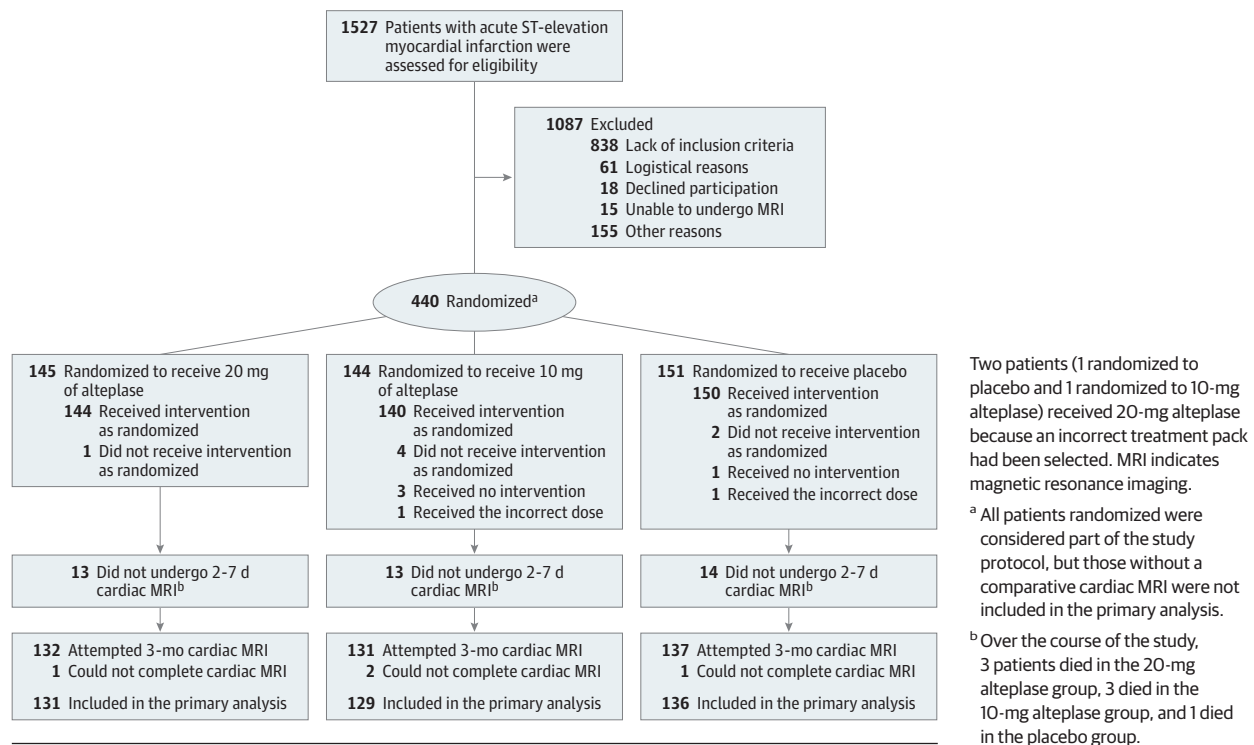 1527 Patients with acute ST-elevation
myocardial infarction were
assessed for eligibility
1087 Excluded
838 Lack of inclusion criteria
61 Logistical reasons
18 Declined participation
15 Unable to undergo MRI
155 Other reasons
440 Randomizedᵃ
145 Randomized to receive 20 mg
of alteplase
144 Received intervention
as randomized
1 Did not receive intervention
as randomized
144 Randomized to receive 10 mg
of alteplase
140 Received intervention
as randomized
4 Did not receive intervention
as randomized
3 Received no intervention
1 Received the incorrect dose
151 Randomized to receive placebo
150 Received intervention
as randomized
2 Did not receive intervention
as randomized
1 Received no intervention
1 Received the incorrect dose
13 Did not undergo 2-7 d
cardiac MRIᵇ
13 Did not undergo 2-7 d
cardiac MRIᵇ
14 Did not undergo 2-7 d
cardiac MRIᵇ
132 Attempted 3-mo cardiac MRI
1 Could not complete cardiac MRI
131 Included in the primary analysis
131 Attempted 3-mo cardiac MRI
2 Could not complete cardiac MRI
129 Included in the primary analysis
137 Attempted 3-mo cardiac MRI
1 Could not complete cardiac MRI
136 Included in the primary analysis
Two patients (1 randomized to
placebo and 1 randomized to 10-mg
alteplase) received 20-mg alteplase
because an incorrect treatment pack
had been selected. MRI indicates
magnetic resonance imaging.
ᵃ All patients randomized were
considered part of the study
protocol, but those without a
comparative cardiac MRI were not
included in the primary analysis.
ᵇ Over the course of the study,
3 patients died in the 20-mg
alteplase group, 3 died in the
10-mg alteplase group, and 1 died
in the placebo group.